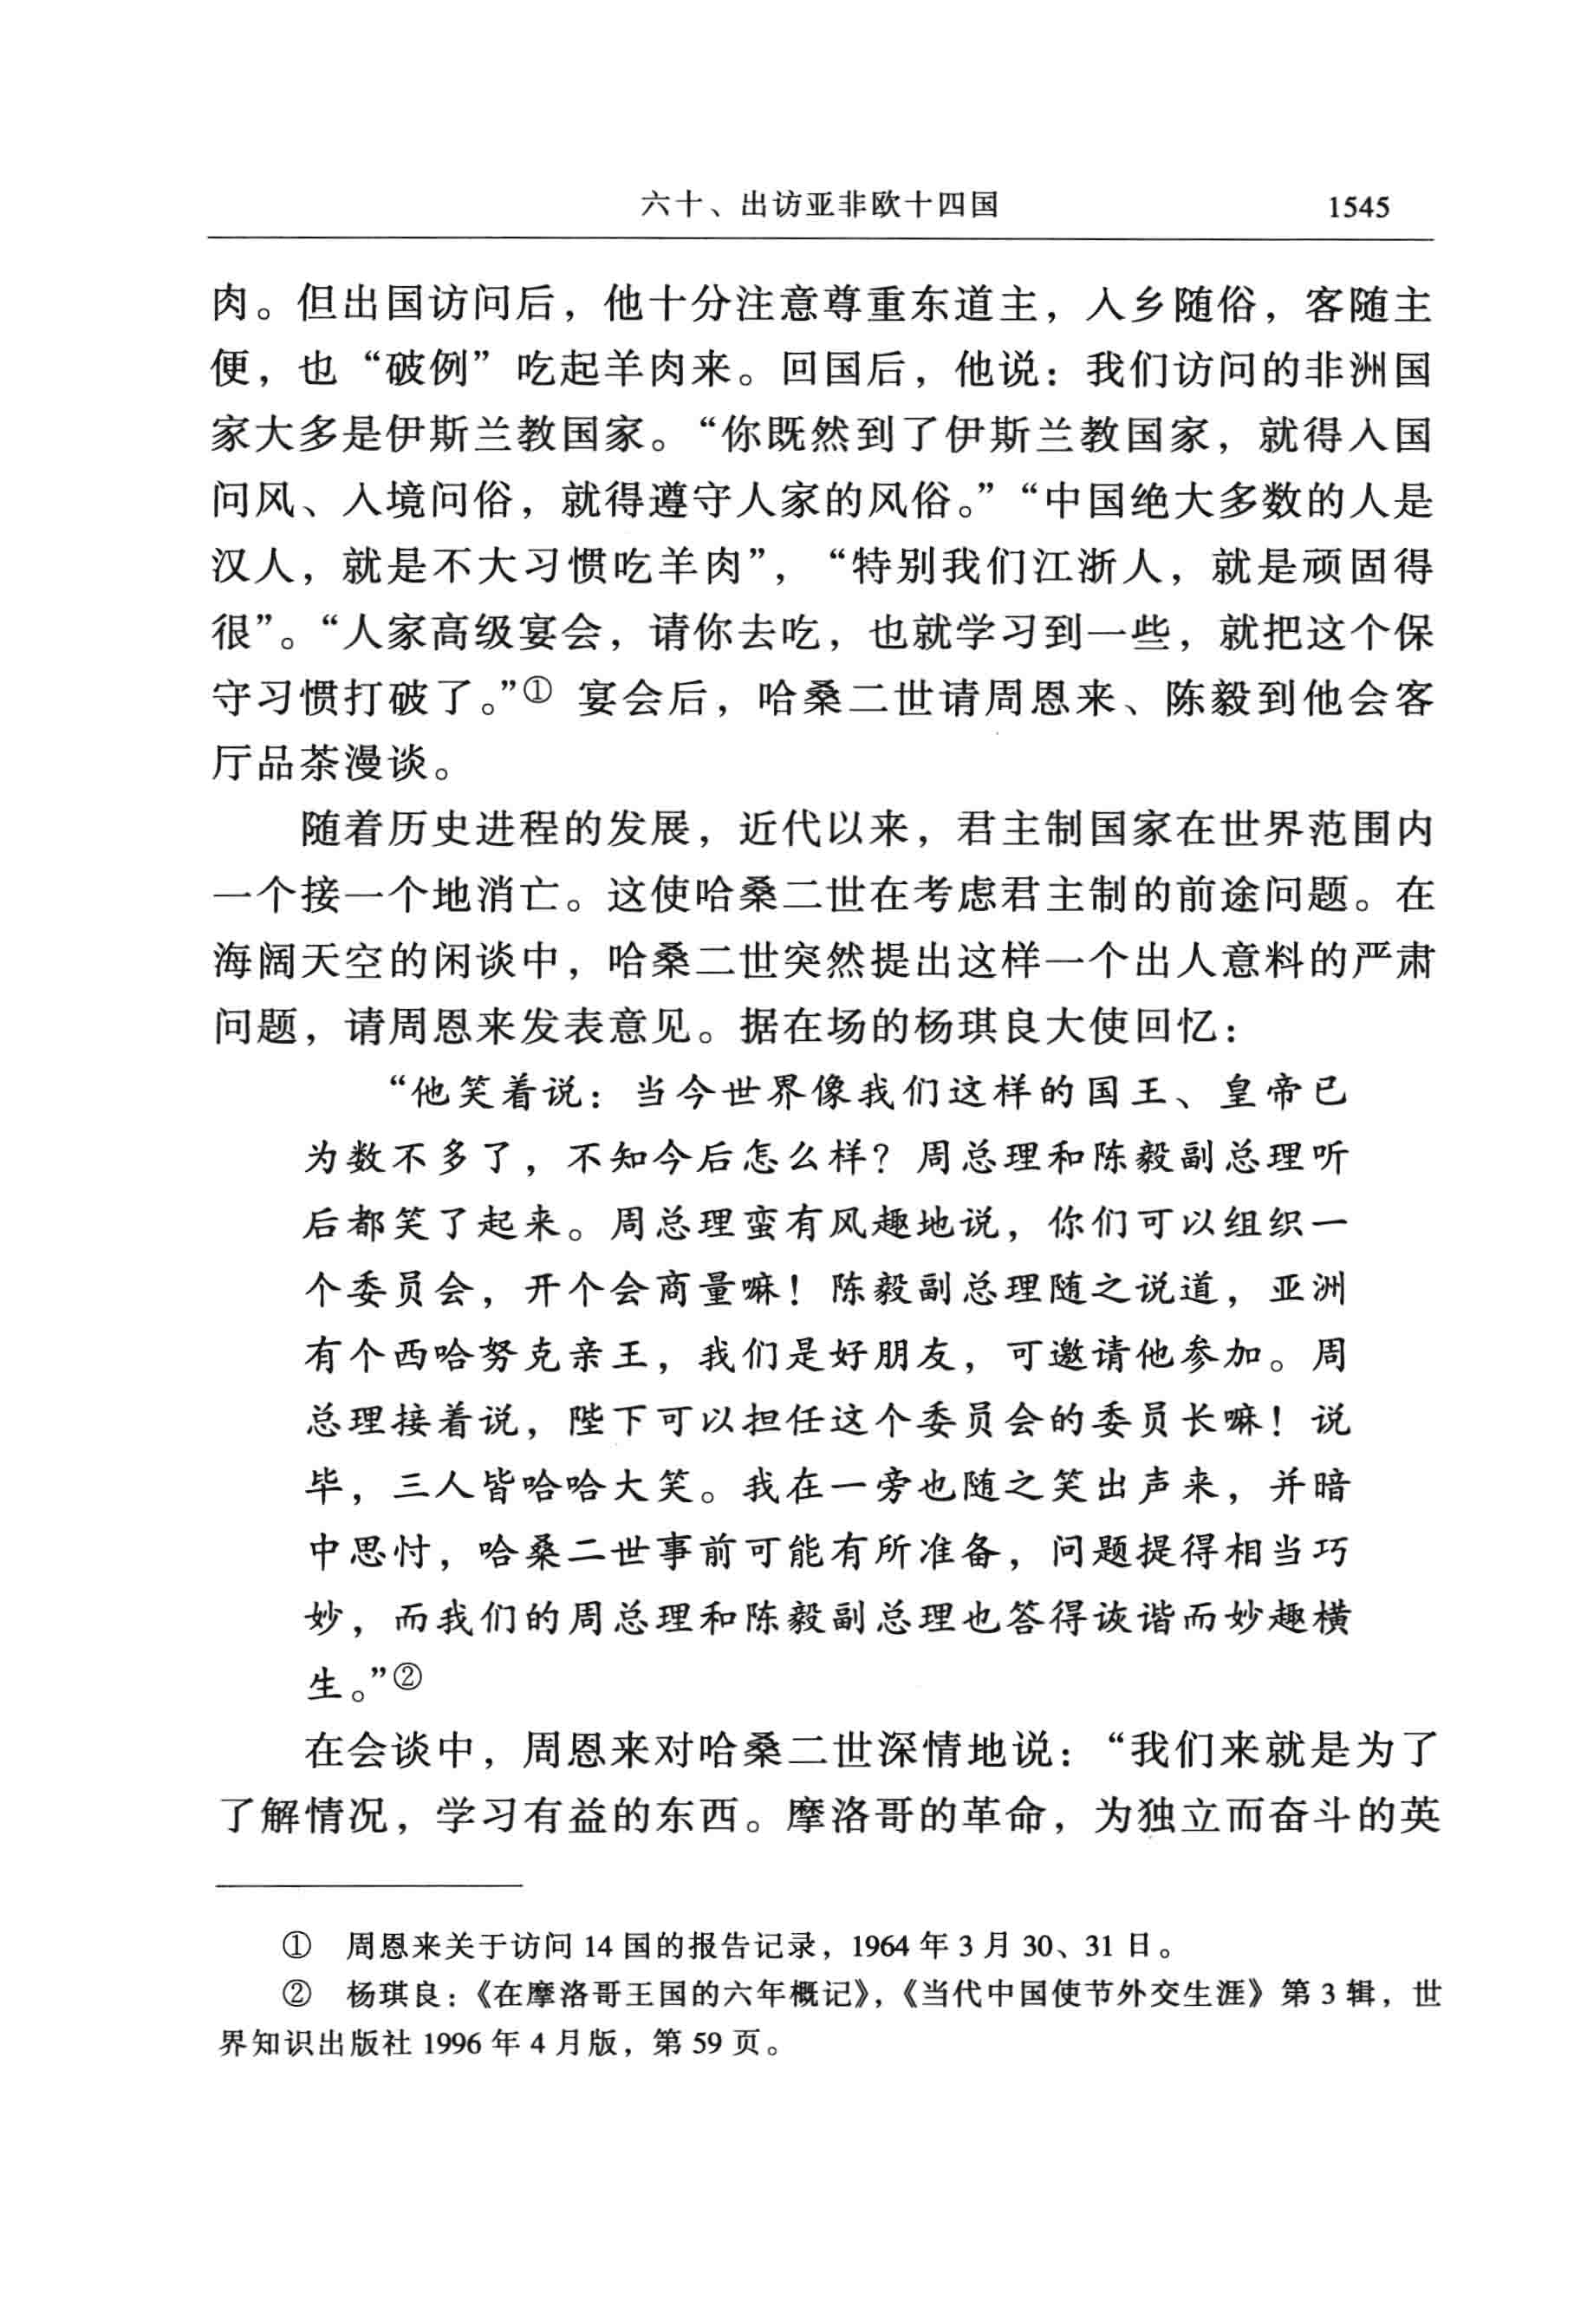 六十、出访亚非欧十四国 1545
肉。但出国访问后，他十分注意尊重东道主，入乡随俗，客随主
便，也“破例”吃起羊肉来。回国后，他说：我们访问的非洲国
家大多是伊斯兰教国家。“你既然到了伊斯兰教国家，就得入国
问风、入境问俗，就得遵守人家的风俗。”“中国绝大多数的人是
汉人，就是不大习惯吃羊肉”，“特别我们江浙人，就是顽固得
很”。“人家高级宴会，请你去吃，也就学习到一些，就把这个保
守习惯打破了。”① 宴会后，哈桑二世请周恩来、陈毅到他会客
厅品茶漫谈。
随着历史进程的发展，近代以来，君主制国家在世界范围内
一个接一个地消亡。这使哈桑二世在考虑君主制的前途问题。在
海阔天空的闲谈中，哈桑二世突然提出这样一个出人意料的严肃
问题，请周恩来发表意见。据在场的杨琪良大使回忆：
“他笑着说：当今世界像我们这样的国王、皇帝已
为数不多了，不知今后怎么样？周总理和陈毅副总理听
后都笑了起来。周总理蛮有风趣地说，你们可以组织一
个委员会，开个会商量嘛！陈毅副总理随之说道，亚洲
有个西哈努克亲王，我们是好朋友，可邀请他参加。周
总理接着说，陛下可以担任这个委员会的委员长嘛！说
毕，三人皆哈哈大笑。我在一旁也随之笑出声来，并暗
中思忖，哈桑二世事前可能有所准备，问题提得相当巧
妙，而我们的周总理和陈毅副总理也答得诙谐而妙趣横
生。”②
在会谈中，周恩来对哈桑二世深情地说：“我们来就是为了
了解情况，学习有益的东西。摩洛哥的革命，为独立而奋斗的英
① 周恩来关于访问 14 国的报告记录，1964 年 3 月 30、31 日。
② 杨琪良：《在摩洛哥王国的六年概记》，《当代中国使节外交生涯》第 3 辑，世
界知识出版社 1996 年 4 月版，第 59 页。